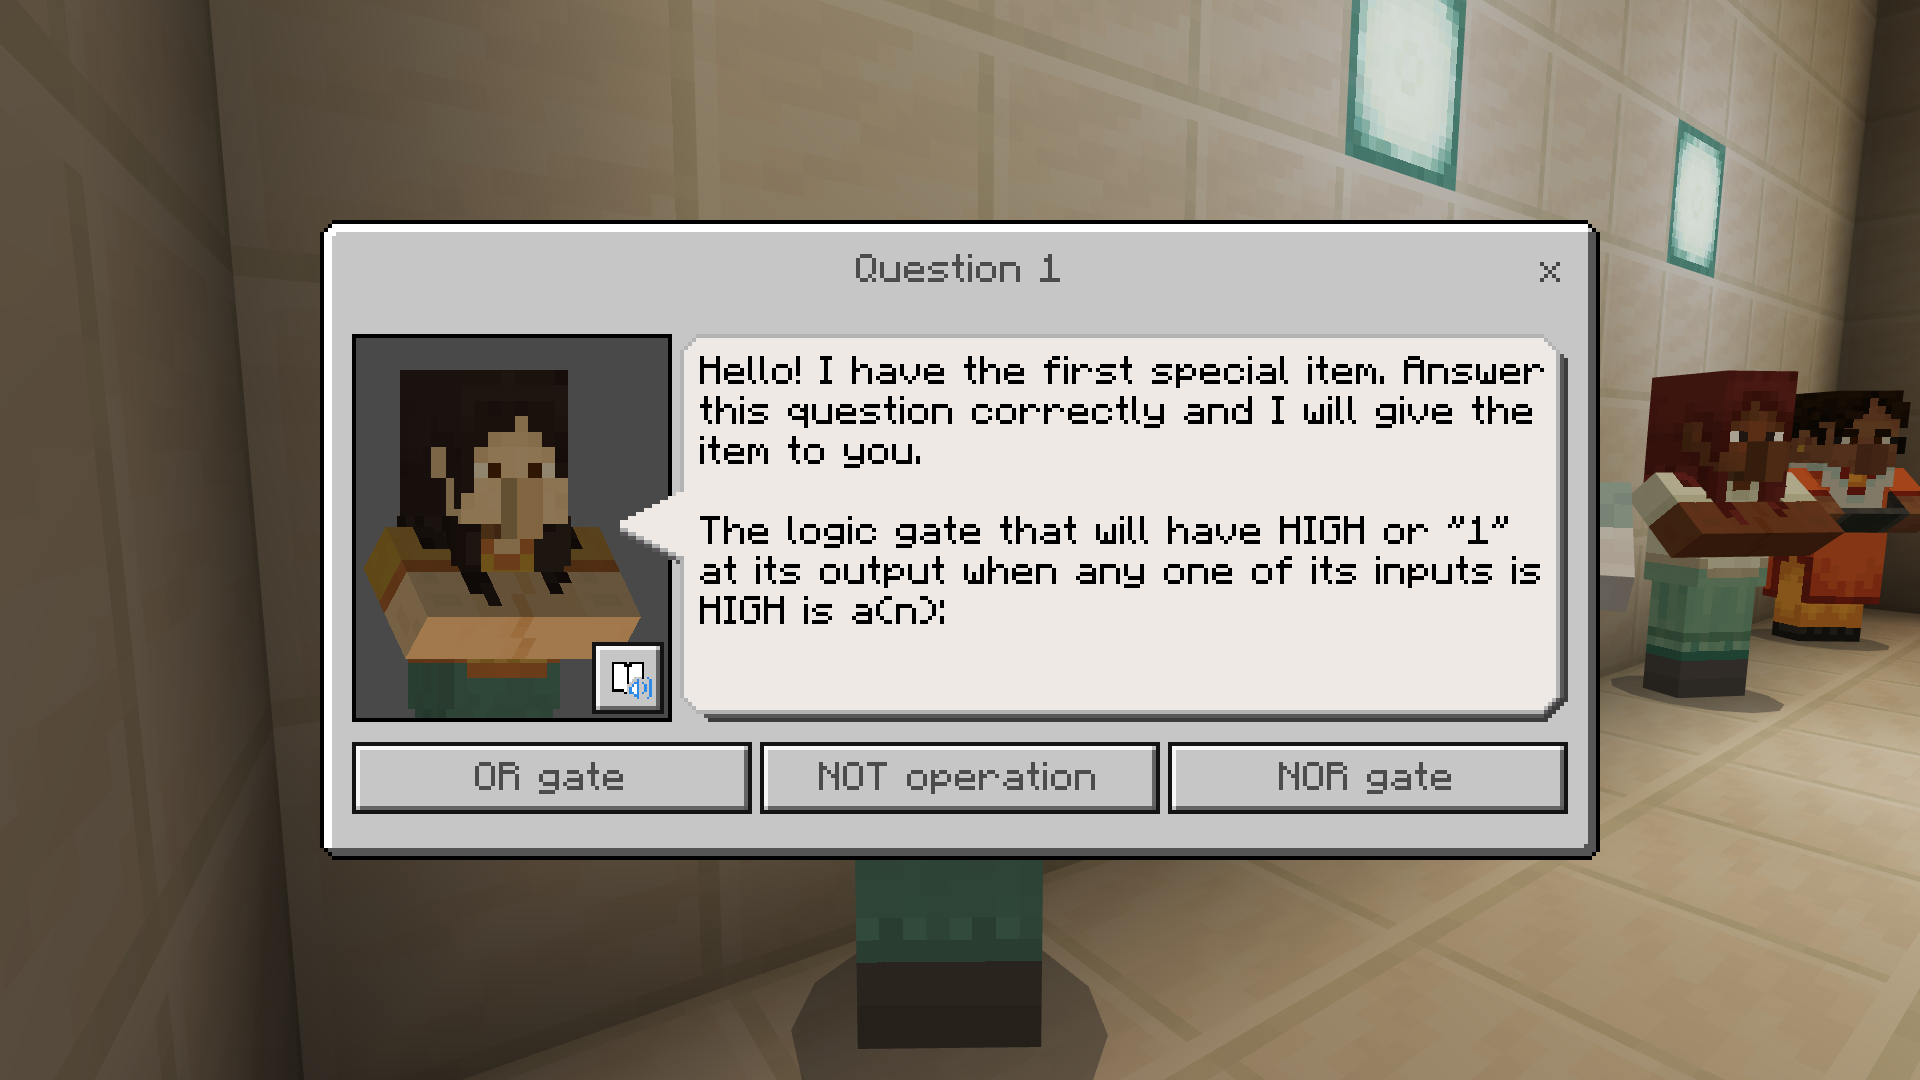 Question 1
x
Hello! I have the first special item. Answer
this question correctly and I will give the
item to you.
The logic gate that will have HIGH or "1"
at its output when any one of its inputs is
HIGH is a(n):
OR gate
NOT operation
NOR gate